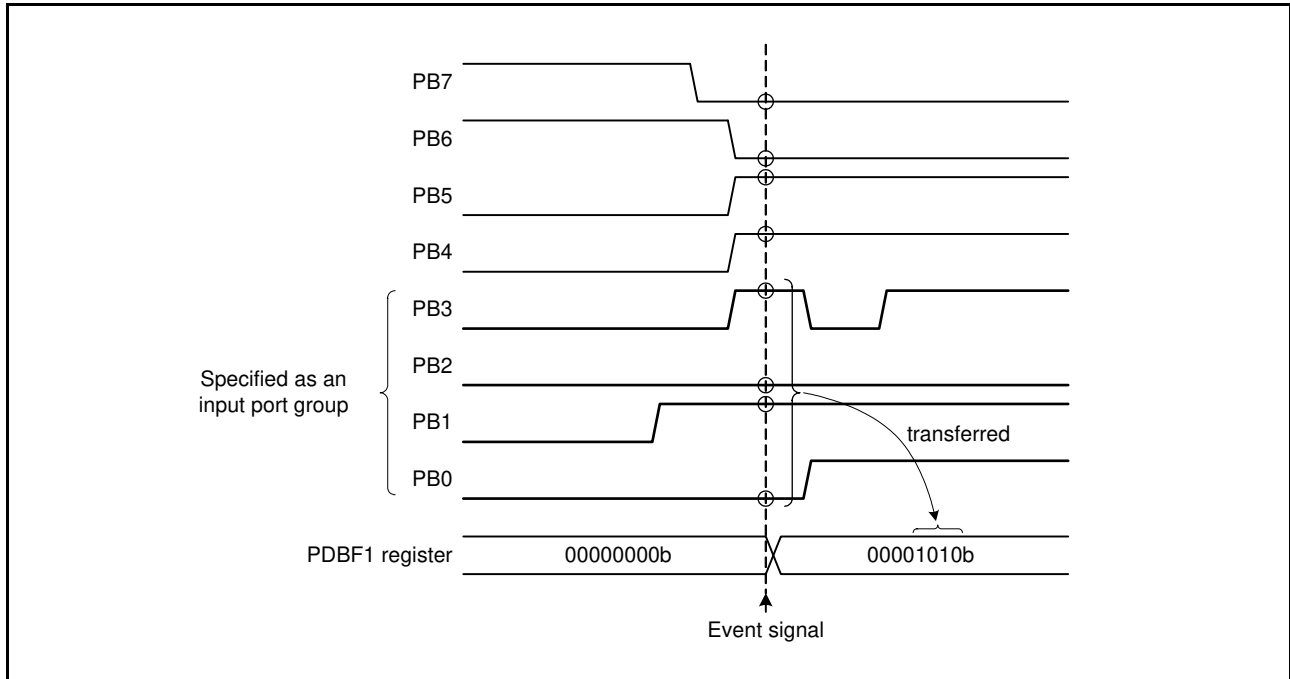 PB7
PB6
PB5
PB4
PB3
PB2
Specified as an
input port group
PB1
transferred
PB0
PDBF1 register
00000000b
00001010b
Event signal